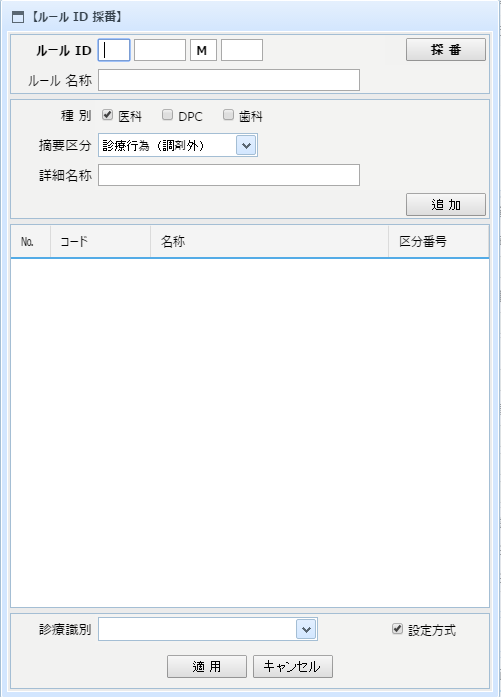 【ルール ID 採番】
ルール ID M 採 番
ルール 名称
種 別 医科 DPC 歯科
摘要区分 診療行為（調剤外）
詳細名称
追 加
No. コード 名称 区分番号
診療識別 設定方式
適 用 キャンセル